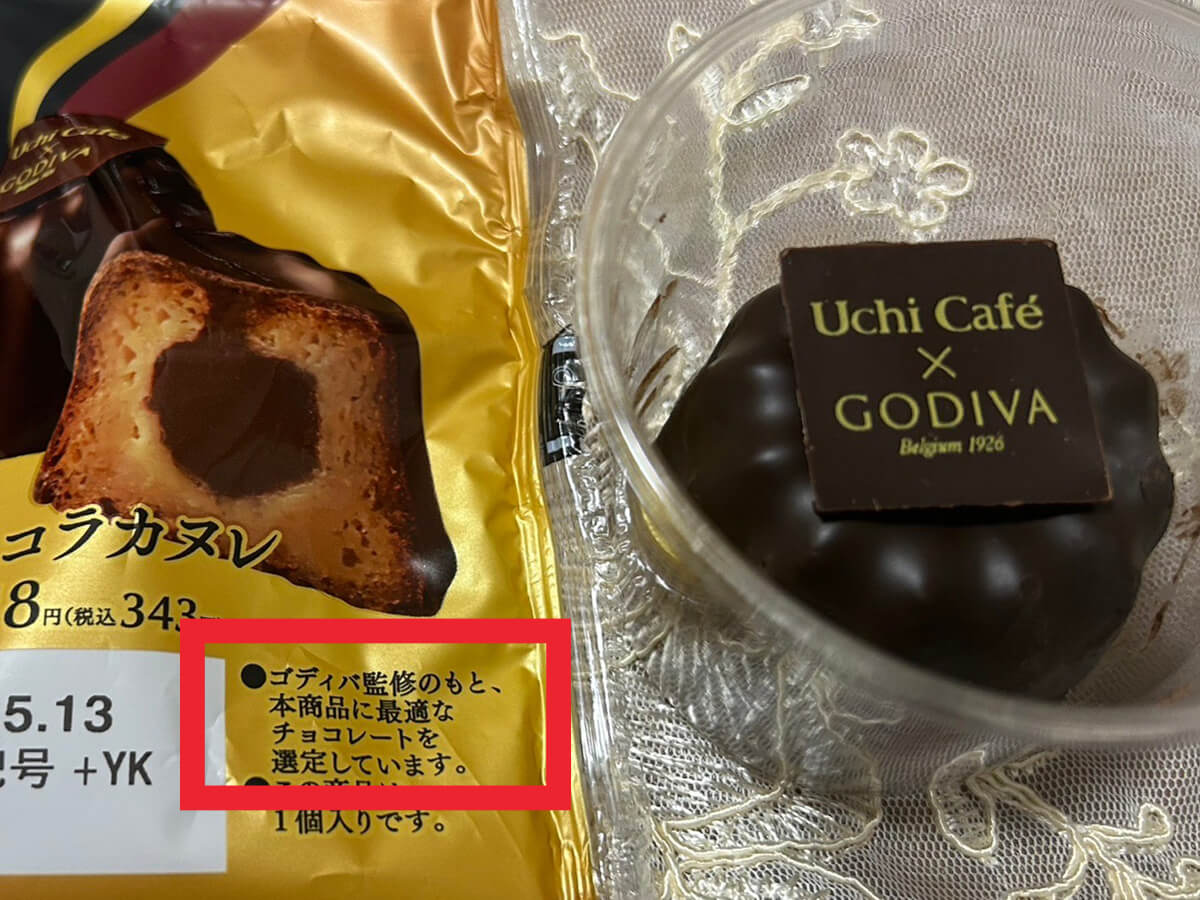 Uchi Café
×
GODIVA
コラカヌレ
8円(税込343
5.13
号 +YK
●ゴディバ監修のもと、
本商品に最適な
チョコレートを
選定しています。
1個入りです。
Uchi Café
×
GODIVA
Belgium 1926